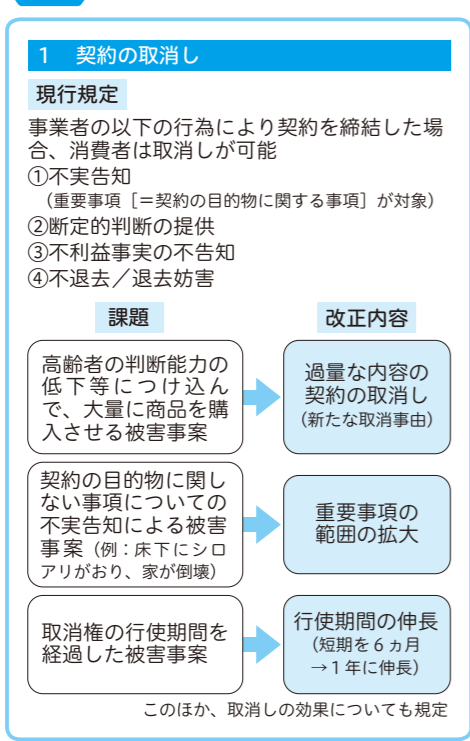 1 契約の取消し
現行規定
事業者の以下の行為により契約を締結した場
合、消費者は取消しが可能
①不実告知
（重要事項［＝契約の目的物に関する事項］が対象）
②断定的判断の提供
③不利益事実の不告知
④不退去／退去妨害
課題
改正内容
高齢者の判断能力の
低下等につけ込ん
で、大量に商品を購
入させる被害事案
過量な内容の
契約の取消し
（新たな取消事由）
契約の目的物に関し
ない事項についての
不実告知による被害
事案（例：床下にシロ
アリがおり、家が倒壊）
重要事項の
範囲の拡大
取消権の行使期間を
経過した被害事案
行使期間の伸長
（短期を６ヵ月
→１年に伸長）
このほか、取消しの効果についても規定